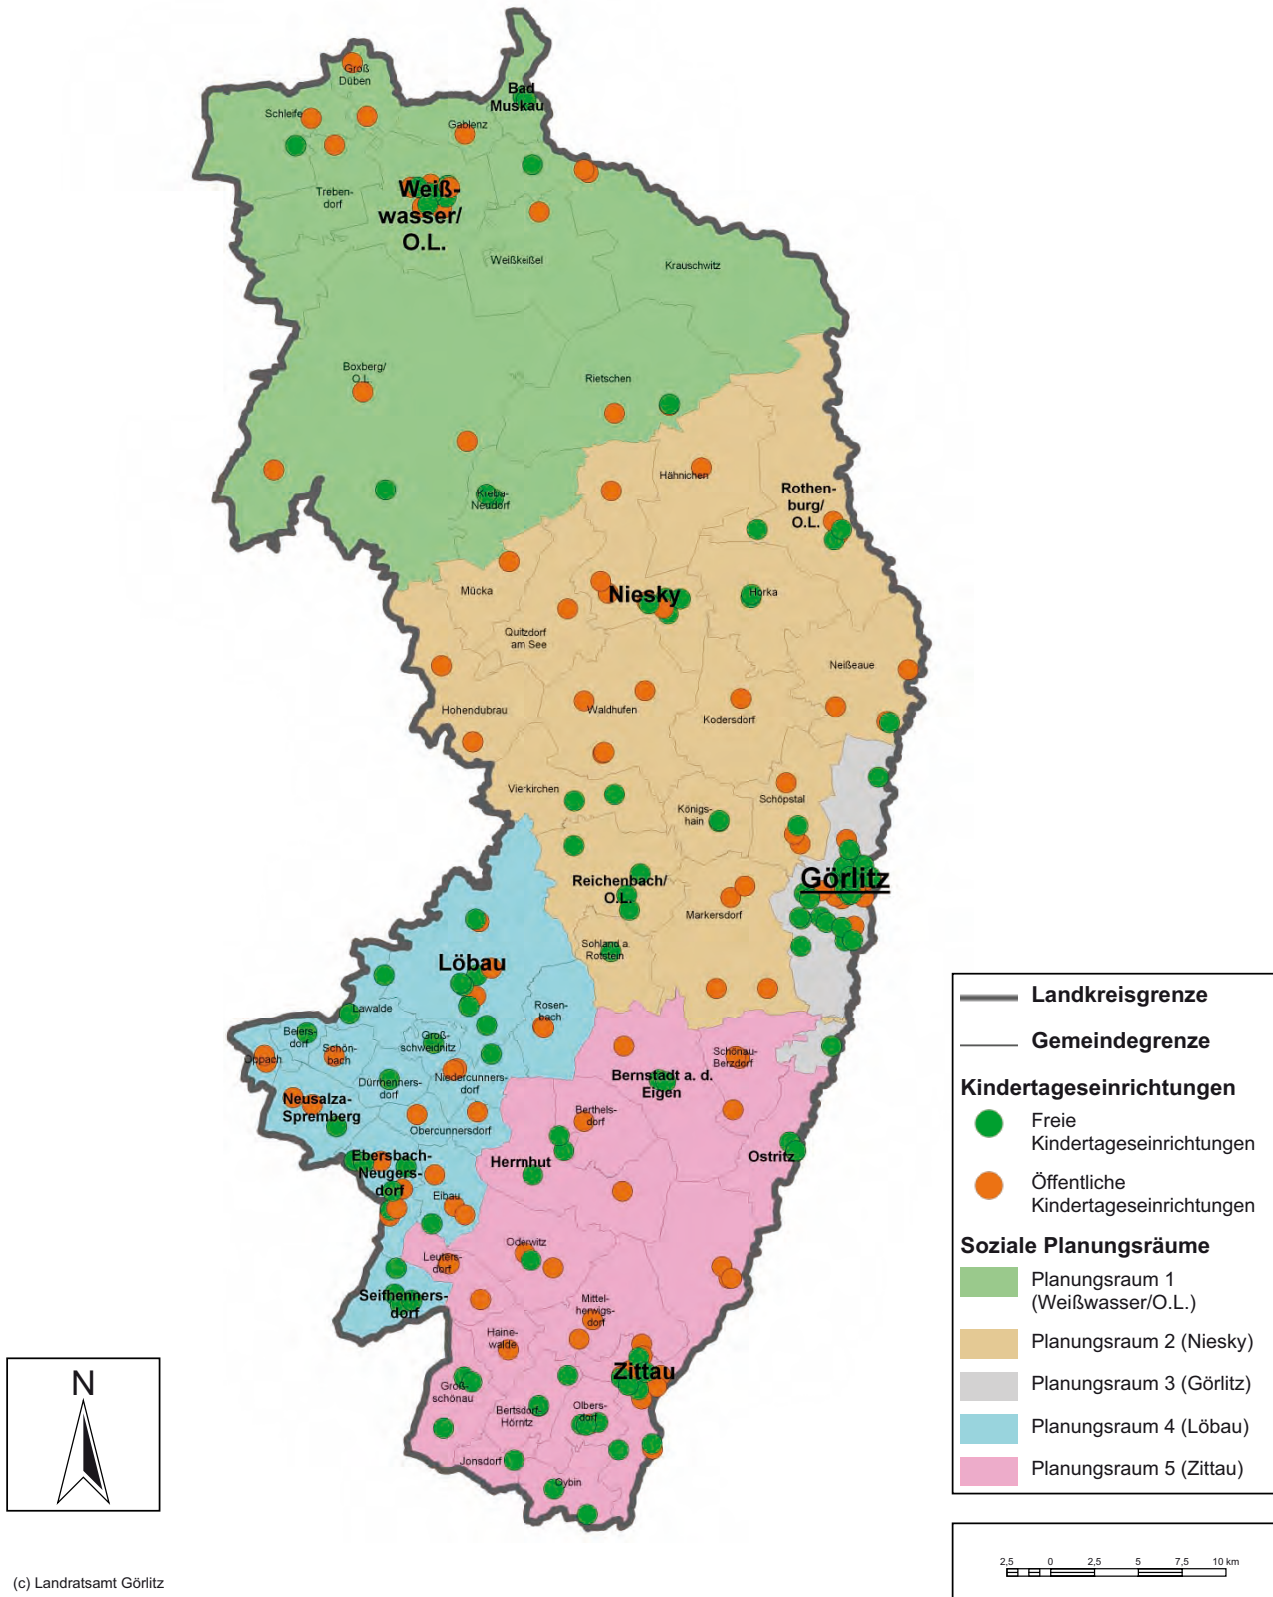 Groß
Düben
Bad
Muskau
Schleife
Gablenz
Weiß-
wasser/
O.L.
Treben-
dorf
Weißkeißel
Krauschwitz
Boxberg/
O.L.
Rietschen
Kreba-
Neudorf
Hähnichen
Rothen-
burg/
O.L.
Mücka
Niesky
Horka
Quitzdorf
am See
Neißeaue
Hohendubrau
Waldhufen
Kodersdorf
Vierkirchen
Königs-
hain
Schöpstal
Reichenbach/
O.L.
Görlitz
Markersdorf
Sohland a.
Rotstein
Löbau
Lawalde
Rosen-
bach
Beiers-
dorf
Groß-
schweidnitz
Oppach
Schön-
bach
Dürrhenners-
dorf
Niedercunners-
dorf
Schönau-
Berzdorf
Bernstadt a. d.
Eigen
Neusalza-
Spremberg
Obercunnersdorf
Berthels-
dorf
Ebersbach-
Neugers-
dorf
Herrnhut
Ostritz
Eibau
Leuters-
dorf
Oderwitz
Seifhenners-
dorf
Mittel-
herwigs-
dorf
Haine-
walde
Zittau
Groß-
schönau
Bertsdorf-
Hörnitz
Olbers-
dorf
Jonsdorf
Oybin
Landkreisgrenze
Gemeindegrenze
Kindertageseinrichtungen
Freie
Kindertageseinrichtungen
Öffentliche
Kindertageseinrichtungen
Soziale Planungsräume
Planungsraum 1
(Weißwasser/O.L.)
Planungsraum 2 (Niesky)
Planungsraum 3 (Görlitz)
Planungsraum 4 (Löbau)
Planungsraum 5 (Zittau)
N
2,5 0 2,5 5 7,5 10 km
(c) Landratsamt Görlitz